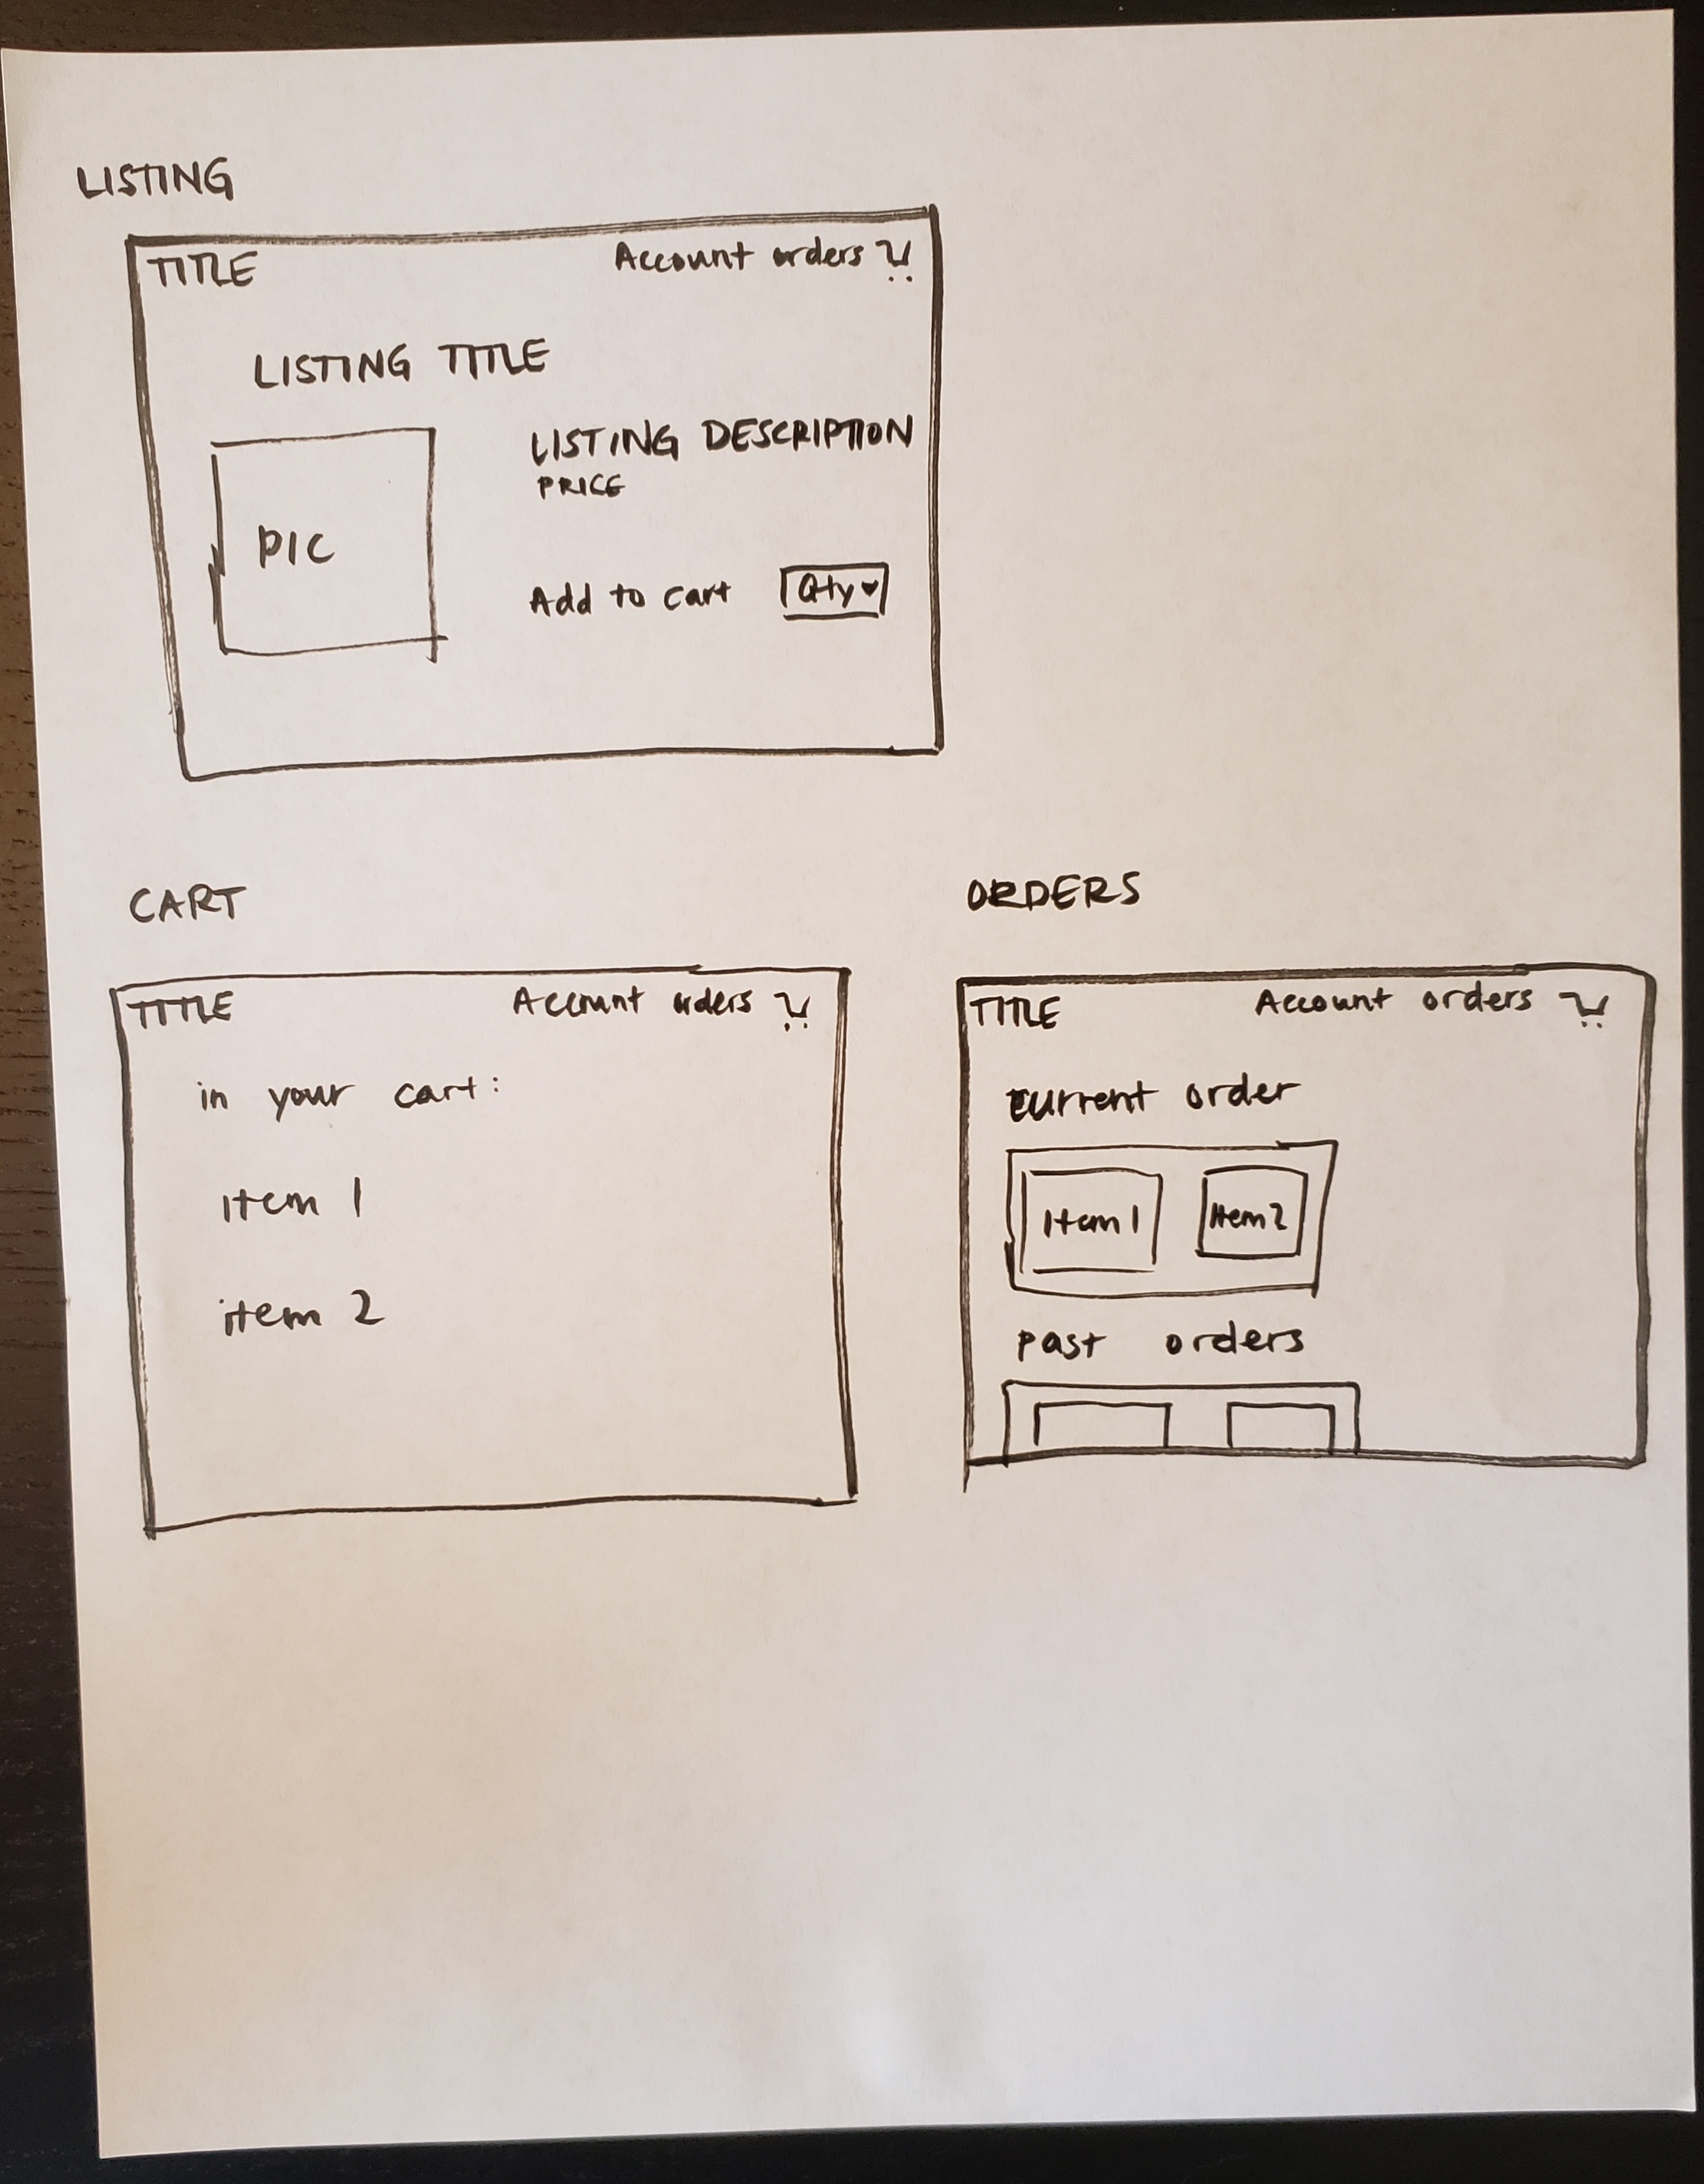 LISTING
TITLE Account orders
LISTING TITLE
LISTING DESCRIPTION
PRICE
PIC
Add to cart Qty
CART
TITLE Account orders
in your cart:
item 1
item 2
ORDERS
TITLE Account orders
current order
item 1 item 2
past orders